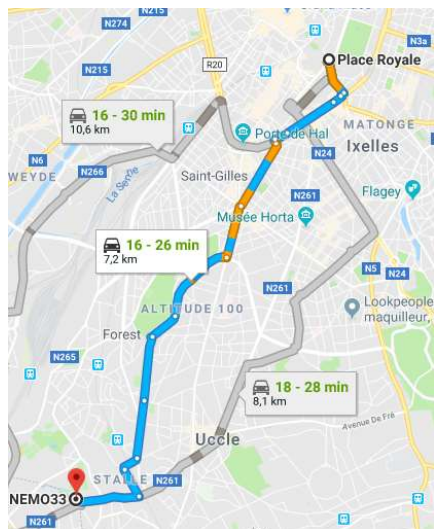 N276
N274
N215
N3a
R20
Place Royale
N215
16 - 30 min
10,6 km
Porte de Hal
MATONGE
Ixelles
N6
WEYDE
La Senne
N266
N24
Saint-Gilles
Flagey
N261
Musée Horta
16 - 26 min
7,2 km
N5
N24
N261
ALTITUDE 100
Lookpeople
maquilleur,
Forest
N265
N261
18 - 28 min
8,1 km
Avenue De Fré
Uccle
STALLE
N261
NEMO33
N261